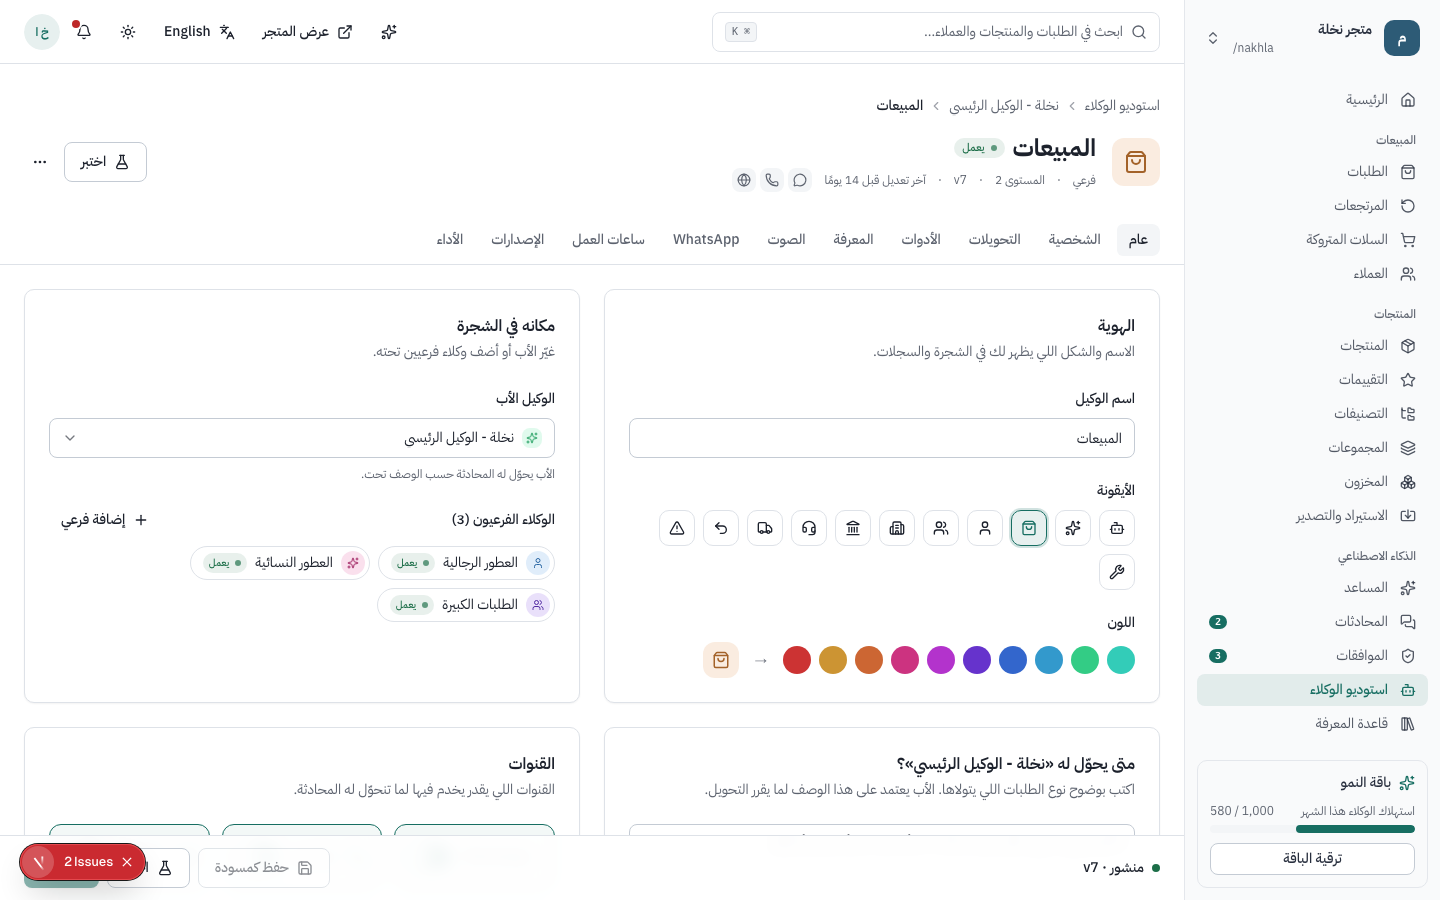 متجر نخلة
/nakhla
م
الرئيسية
المبيعات
الطلبات
المرتجعات
السلات المتروكة
العملاء
المنتجات
المنتجات
التقييمات
التصنيفات
المجموعات
المخزون
الاستيراد والتصدير
الذكاء الاصطناعي
المساعد
المحادثات 2
الموافقات 3
استوديو الوكلاء
قاعدة المعرفة
باقة النمو
استهلاك الوكلاء هذا الشهر 580 / 1,000
ترقية الباقة
ابحث في الطلبات والمنتجات والعملاء... ⌘ K
عرض المتجر
English
خ ا
استوديو الوكلاء > نخلة - الوكيل الرئيسي > المبيعات
المبيعات يعمل
فرعي · المستوى 2 · v7 · آخر تعديل قبل 14 يومًا
اختبر
عام الشخصية التحويلات الأدوات المعرفة الصوت WhatsApp ساعات العمل الإصدارات الأداء
الهوية
الاسم والشكل اللي يظهر لك في الشجرة والسجلات.
اسم الوكيل
المبيعات
الأيقونة
اللون
→
مكانه في الشجرة
غيّر الأب أو أضف وكلاء فرعيين تحته.
الوكيل الأب
نخلة - الوكيل الرئيسي
الأب يحوّل له المحادثة حسب الوصف تحت.
الوكلاء الفرعيون (3) إضافة فرعي
العطور الرجالية يعمل العطور النسائية يعمل
الطلبات الكبيرة يعمل
متى يحوّل له «نخلة - الوكيل الرئيسي»؟
اكتب بوضوح نوع الطلبات اللي يتولاها. الأب يعتمد على هذا الوصف لما يقرر التحويل.
القنوات
القنوات اللي يقدر يخدم فيها لما تتحوّل له المحادثة.
منشور · v7
حفظ كمسودة
2 Issues